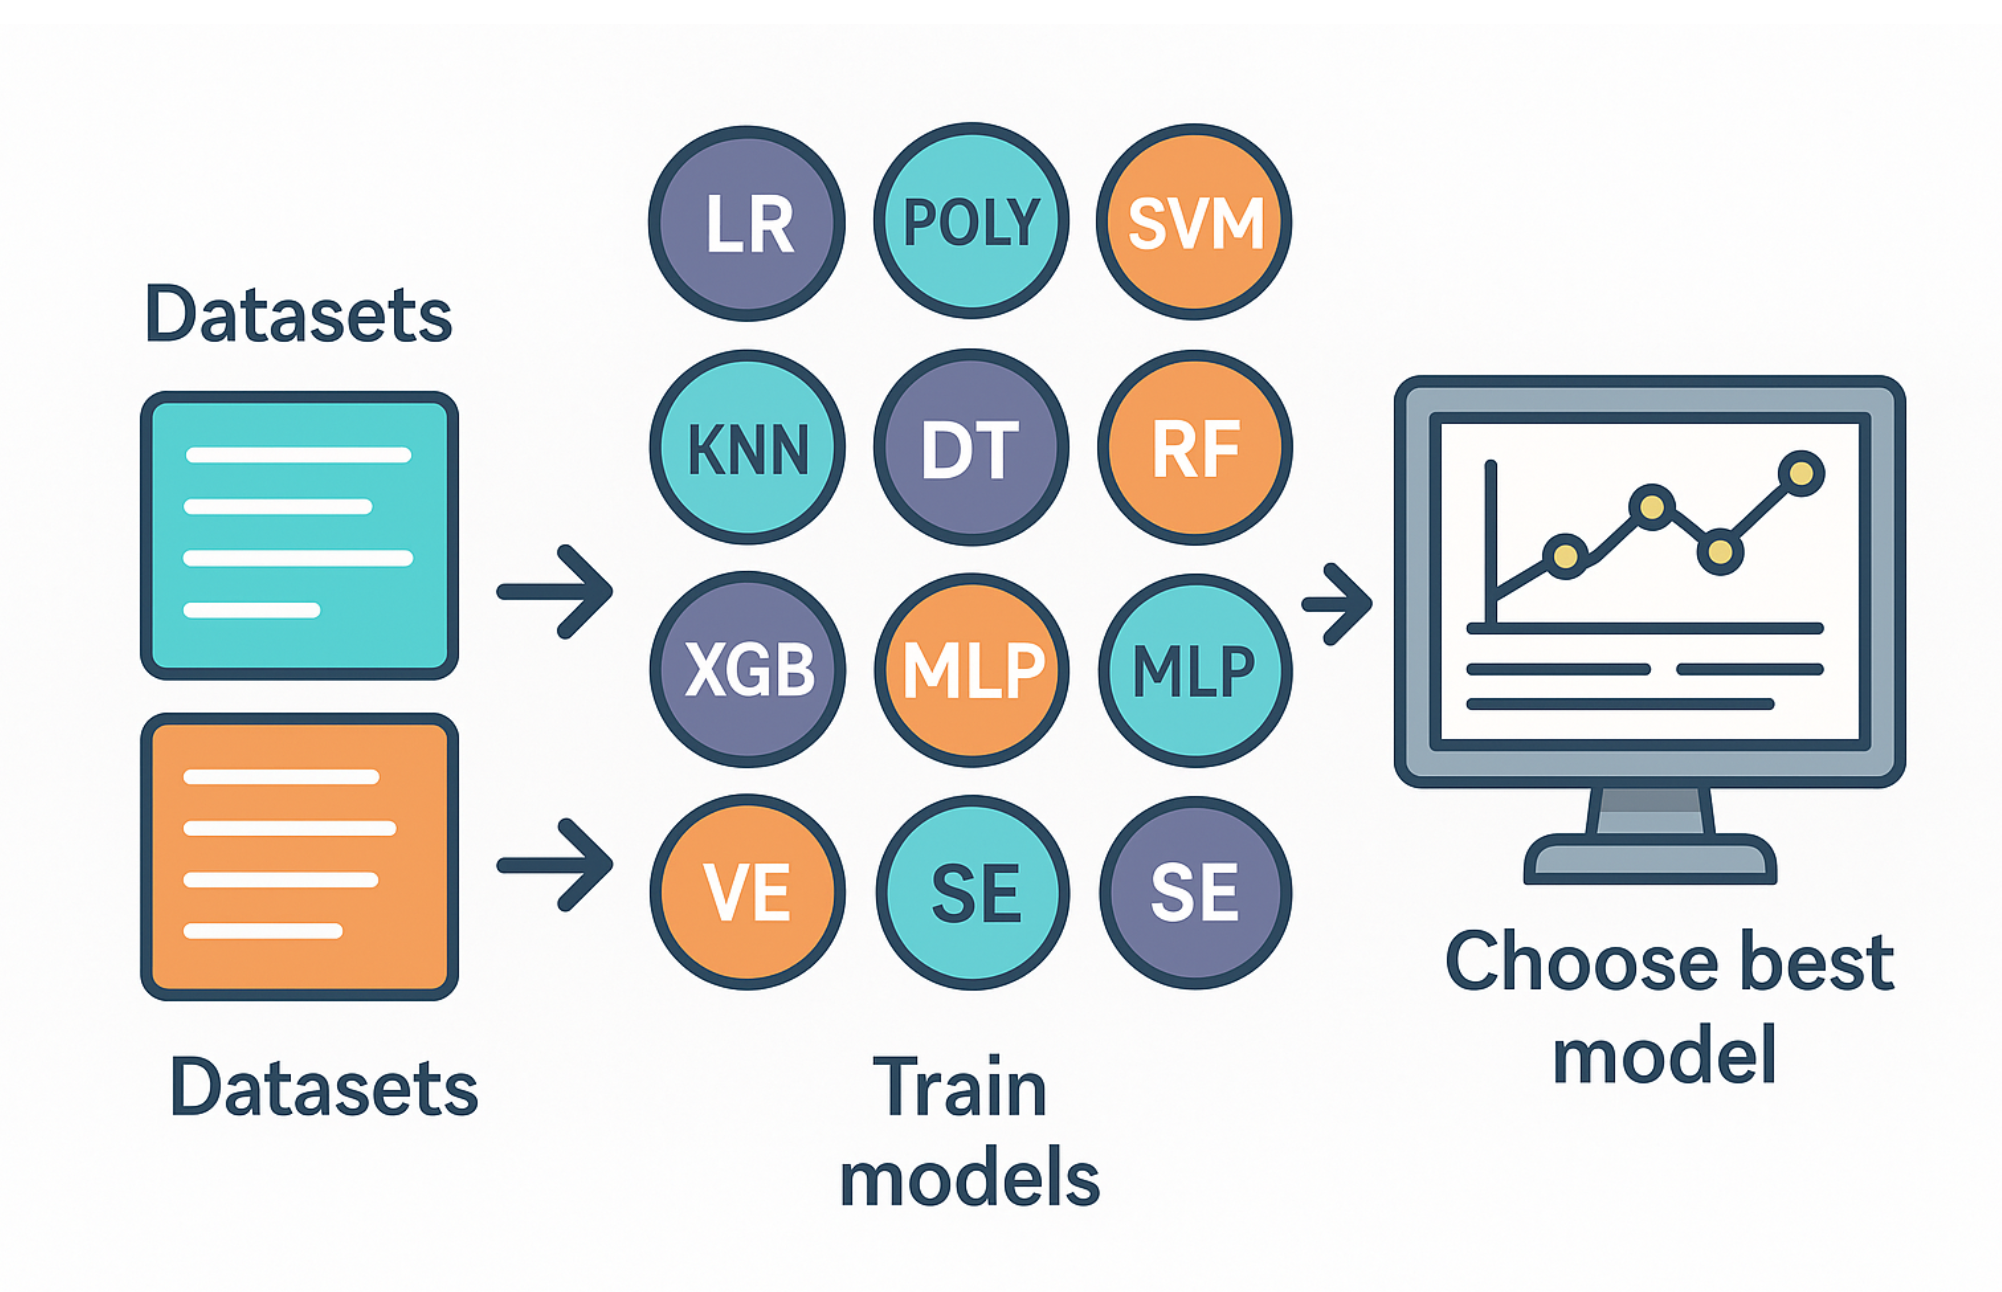 Datasets
LR POLY SVM
KNN DT RF
XGB MLP MLP
VE SE SE
Datasets
Train
models
Choose best
model